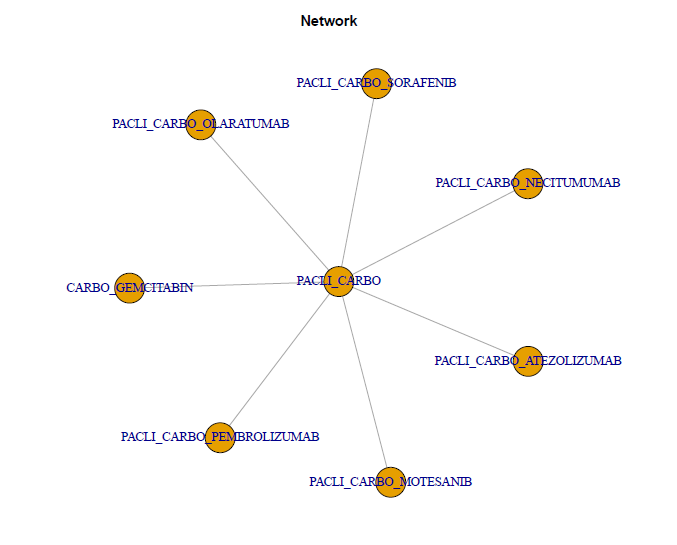 Network
PACLI_CARBO_SORAFENIB
PACLI_CARBO_OLARATUMAB
PACLI_CARBO_NECITUMUMAB
PACLI_CARBO
CARBO_GEMCITABIN
PACLI_CARBO_ATEZOLIZUMAB
PACLI_CARBO_PEMBROLIZUMAB
PACLI_CARBO_MOTESANIB